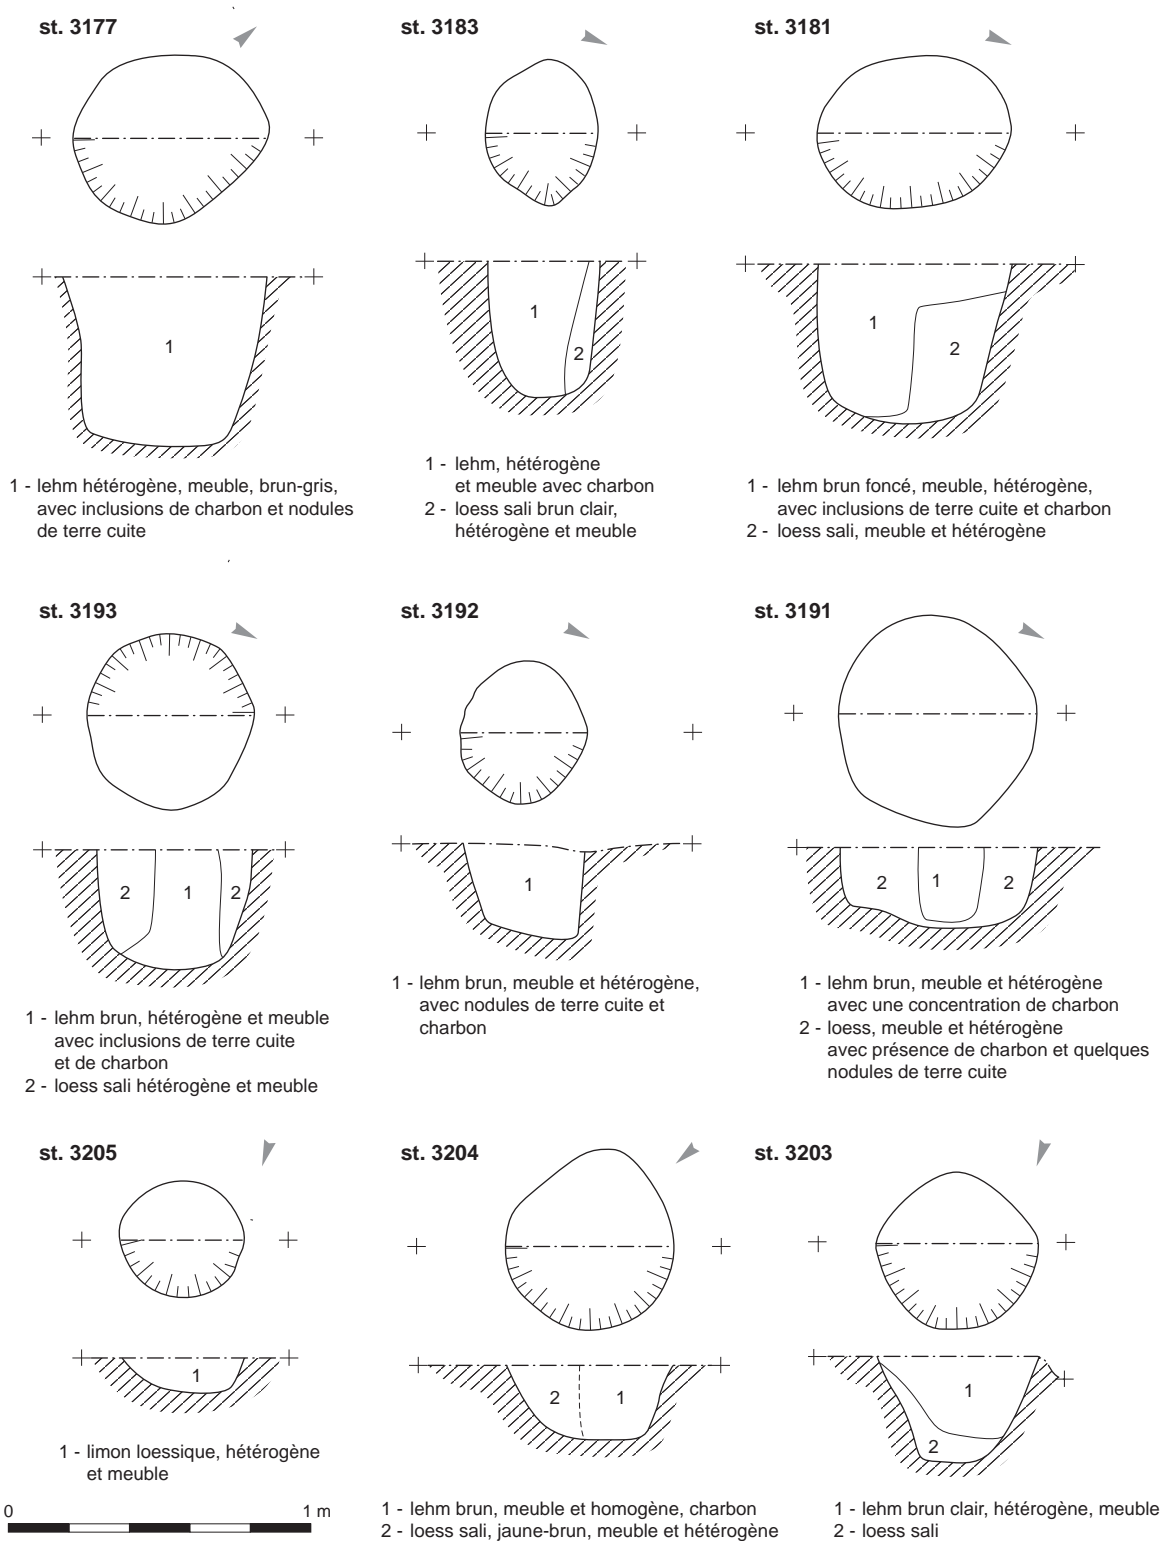 st. 3177
1
1 - lehm hétérogène, meuble, brun-gris,
avec inclusions de charbon et nodules
de terre cuite
st. 3183
1
2
1 - lehm, hétérogène
et meuble avec charbon
2 - loess sali brun clair,
hétérogène et meuble
st. 3181
1
2
1 - lehm brun foncé, meuble, hétérogène,
avec inclusions de terre cuite et charbon
2 - loess sali, meuble et hétérogène
st. 3193
2 1 2
1 - lehm brun, hétérogène et meuble
avec inclusions de terre cuite
et de charbon
2 - loess sali hétérogène et meuble
st. 3192
1
1 - lehm brun, meuble et hétérogène,
avec nodules de terre cuite et
charbon
st. 3191
2 1 2
1 - lehm brun, meuble et hétérogène
avec une concentration de charbon
2 - loess, meuble et hétérogène
avec présence de charbon et quelques
nodules de terre cuite
st. 3205
1
1 - limon loessique, hétérogène
et meuble
st. 3204
2 1
1 - lehm brun, meuble et homogène, charbon
2 - loess sali, jaune-brun, meuble et hétérogène
st. 3203
1
2
1 - lehm brun clair, hétérogène, meuble
2 - loess sali
0 1 m